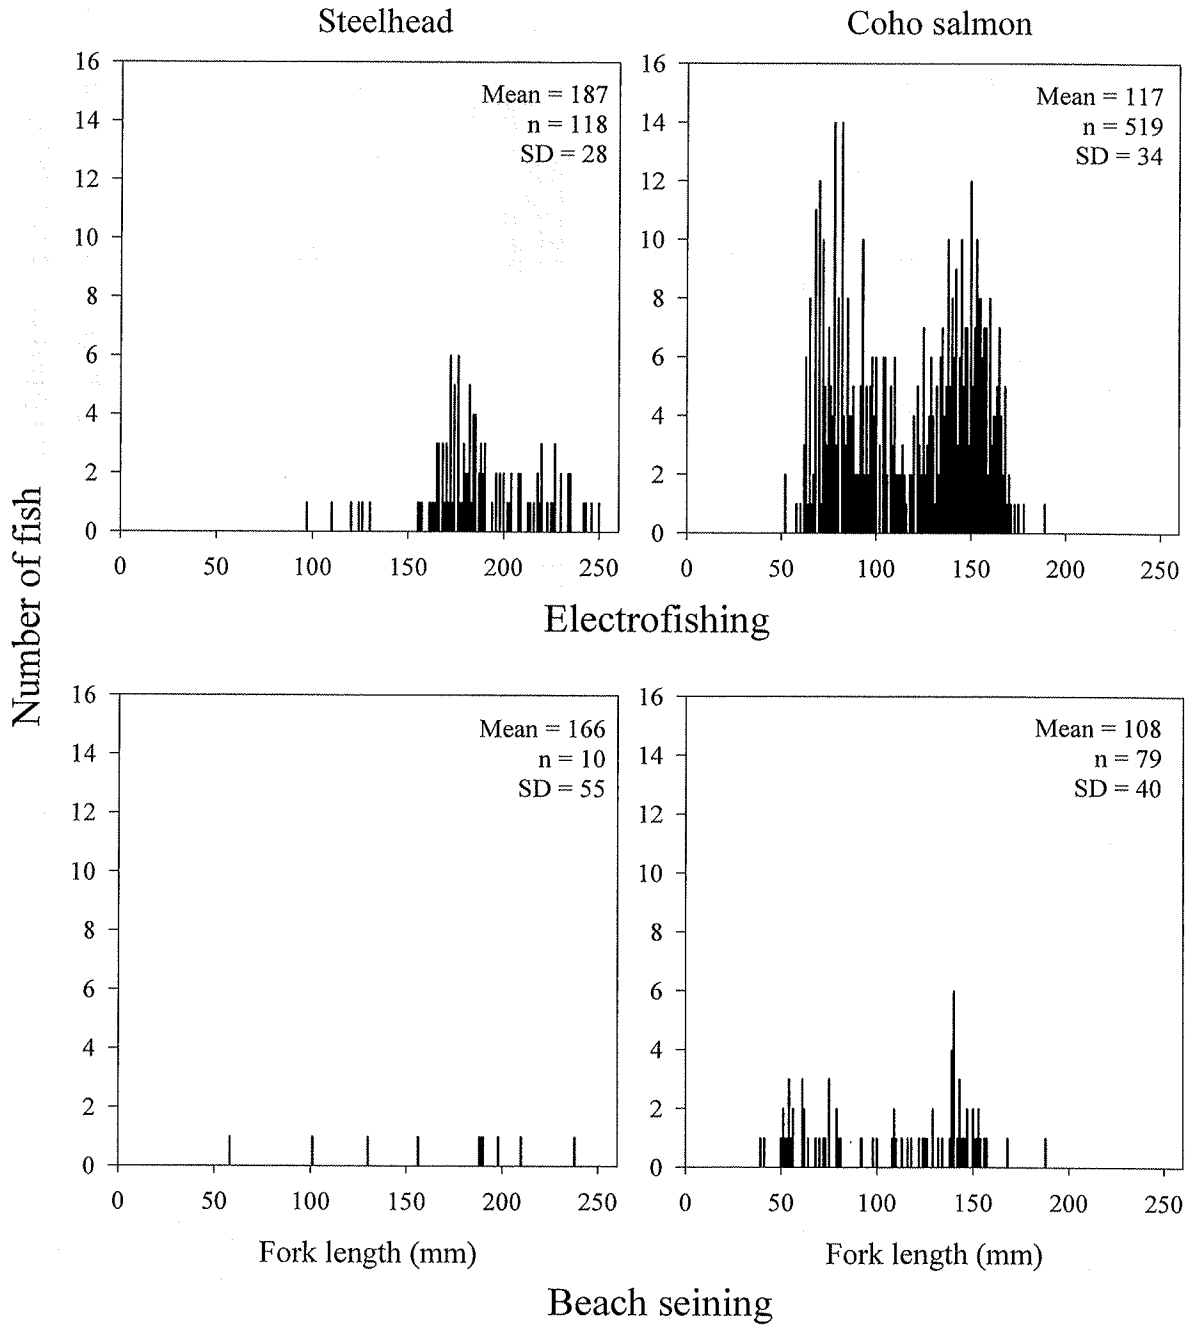 Steelhead
Coho salmon
Number of fish
16
14
12
10
8
6
4
2
0
0 50 100 150 200 250
Mean = 187
n = 118
SD = 28
16
14
12
10
8
6
4
2
0
0 50 100 150 200 250
Mean = 117
n = 519
SD = 34
Electrofishing
16
14
12
10
8
6
4
2
0
0 50 100 150 200 250
Mean = 166
n = 10
SD = 55
Fork length (mm)
16
14
12
10
8
6
4
2
0
0 50 100 150 200 250
Mean = 108
n = 79
SD = 40
Fork length (mm)
Beach seining